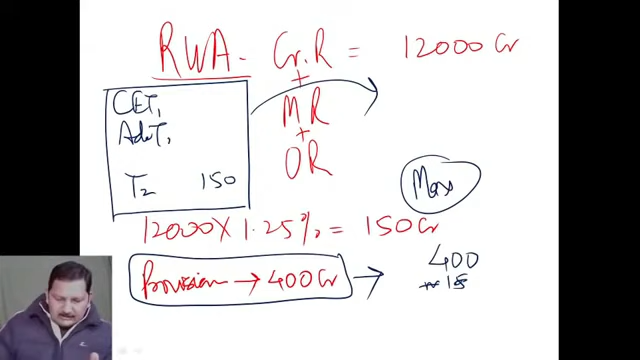 RWA - Cr.R = 12000 Cr
+
MR
+
OR
CET1
AddT1
T2 150
Max
12000 X 1.25% = 150 Cr
Provision → 400 Cr →
400